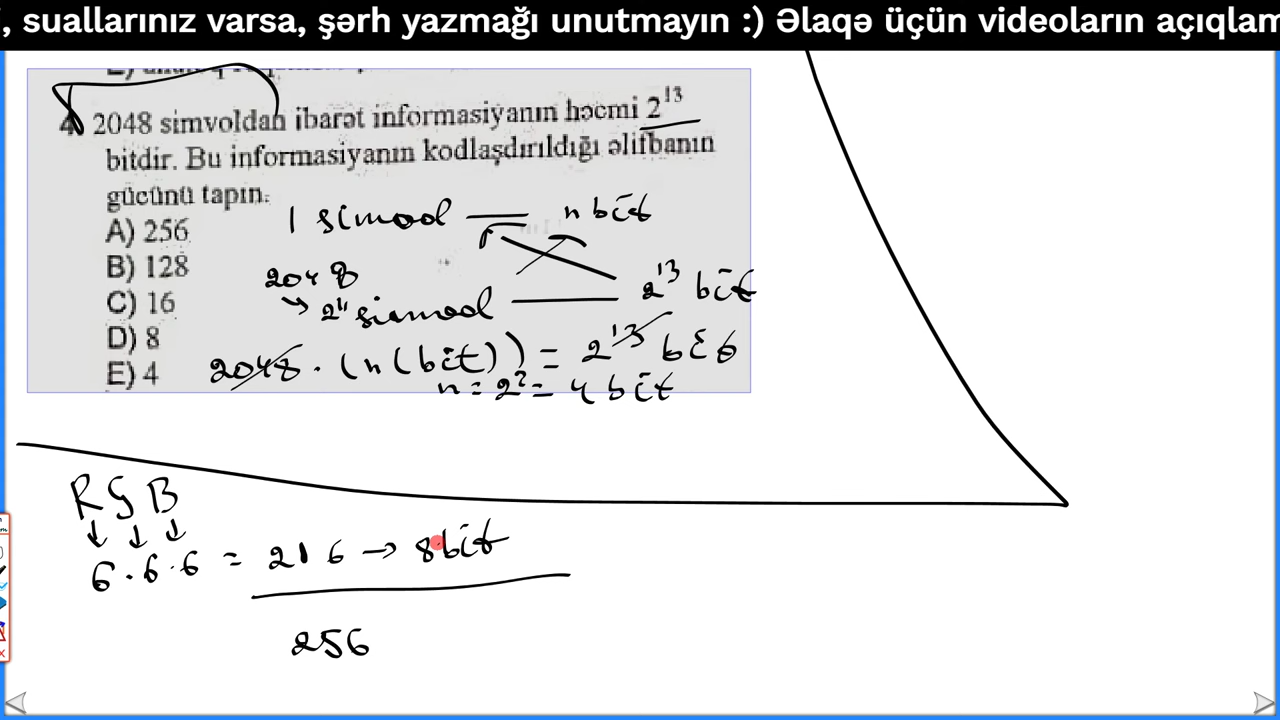 , suallarınız varsa, şərh yazmağı unutmayın :) Əlaqə üçün videoların açıqlam
2048 simvoldan ibarət informasiyanın həcmi 2¹³
bitdir. Bu informasiyanın kodlaşdırıldığı əlifbanın
gücünü tapın.
A) 256
B) 128
C) 16
D) 8
E) 4
1 simvol — n bit
2048
→ 2¹¹ simvol — 2¹³ bit
2048 · (n(bit)) = 2¹³ bit
n = 2² = 4 bit
R G B
↓ ↓ ↓
6 · 6 · 6 = 216 → 8 bit
256